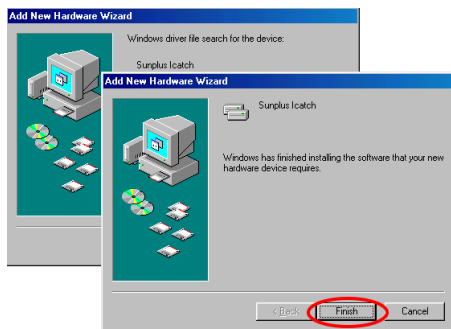 Add New Hardware Wizard
Windows driver file search for the device:
Sunplus Icatch
Add New Hardware Wizard
Sunplus Icatch
Windows has finished installing the software that your new
hardware device requires.
< Back
Finish
Cancel